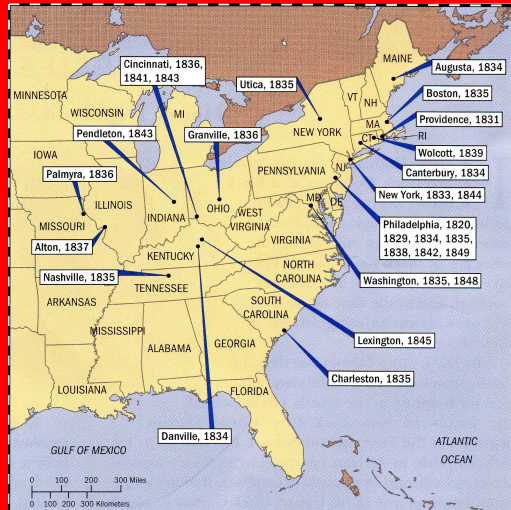 MAINE
Augusta, 1834
Cincinnati, 1836,
1841, 1843
Utica, 1835
VT
NH
Boston, 1835
MINNESOTA
WISCONSIN
MI
Providence, 1831
MA
CT
RI
Pendleton, 1843
Granville, 1836
NEW YORK
Wolcott, 1839
IOWA
Canterbury, 1834
Palmyra, 1836
PENNSYLVANIA
NJ
New York, 1833, 1844
ILLINOIS
INDIANA
OHIO
MD
DE
WEST
VIRGINIA
Philadelphia, 1820,
1829, 1834, 1835,
1838, 1842, 1849
MISSOURI
Alton, 1837
VIRGINIA
KENTUCKY
Nashville, 1835
TENNESSEE
NORTH
CAROLINA
Washington, 1835, 1848
ARKANSAS
SOUTH
CAROLINA
MISSISSIPPI
ALABAMA
GEORGIA
Lexington, 1845
Charleston, 1835
LOUISIANA
FLORIDA
Danville, 1834
GULF OF MEXICO
ATLANTIC
OCEAN
0 100 200 300 Miles
0 100 200 300 Kilometers